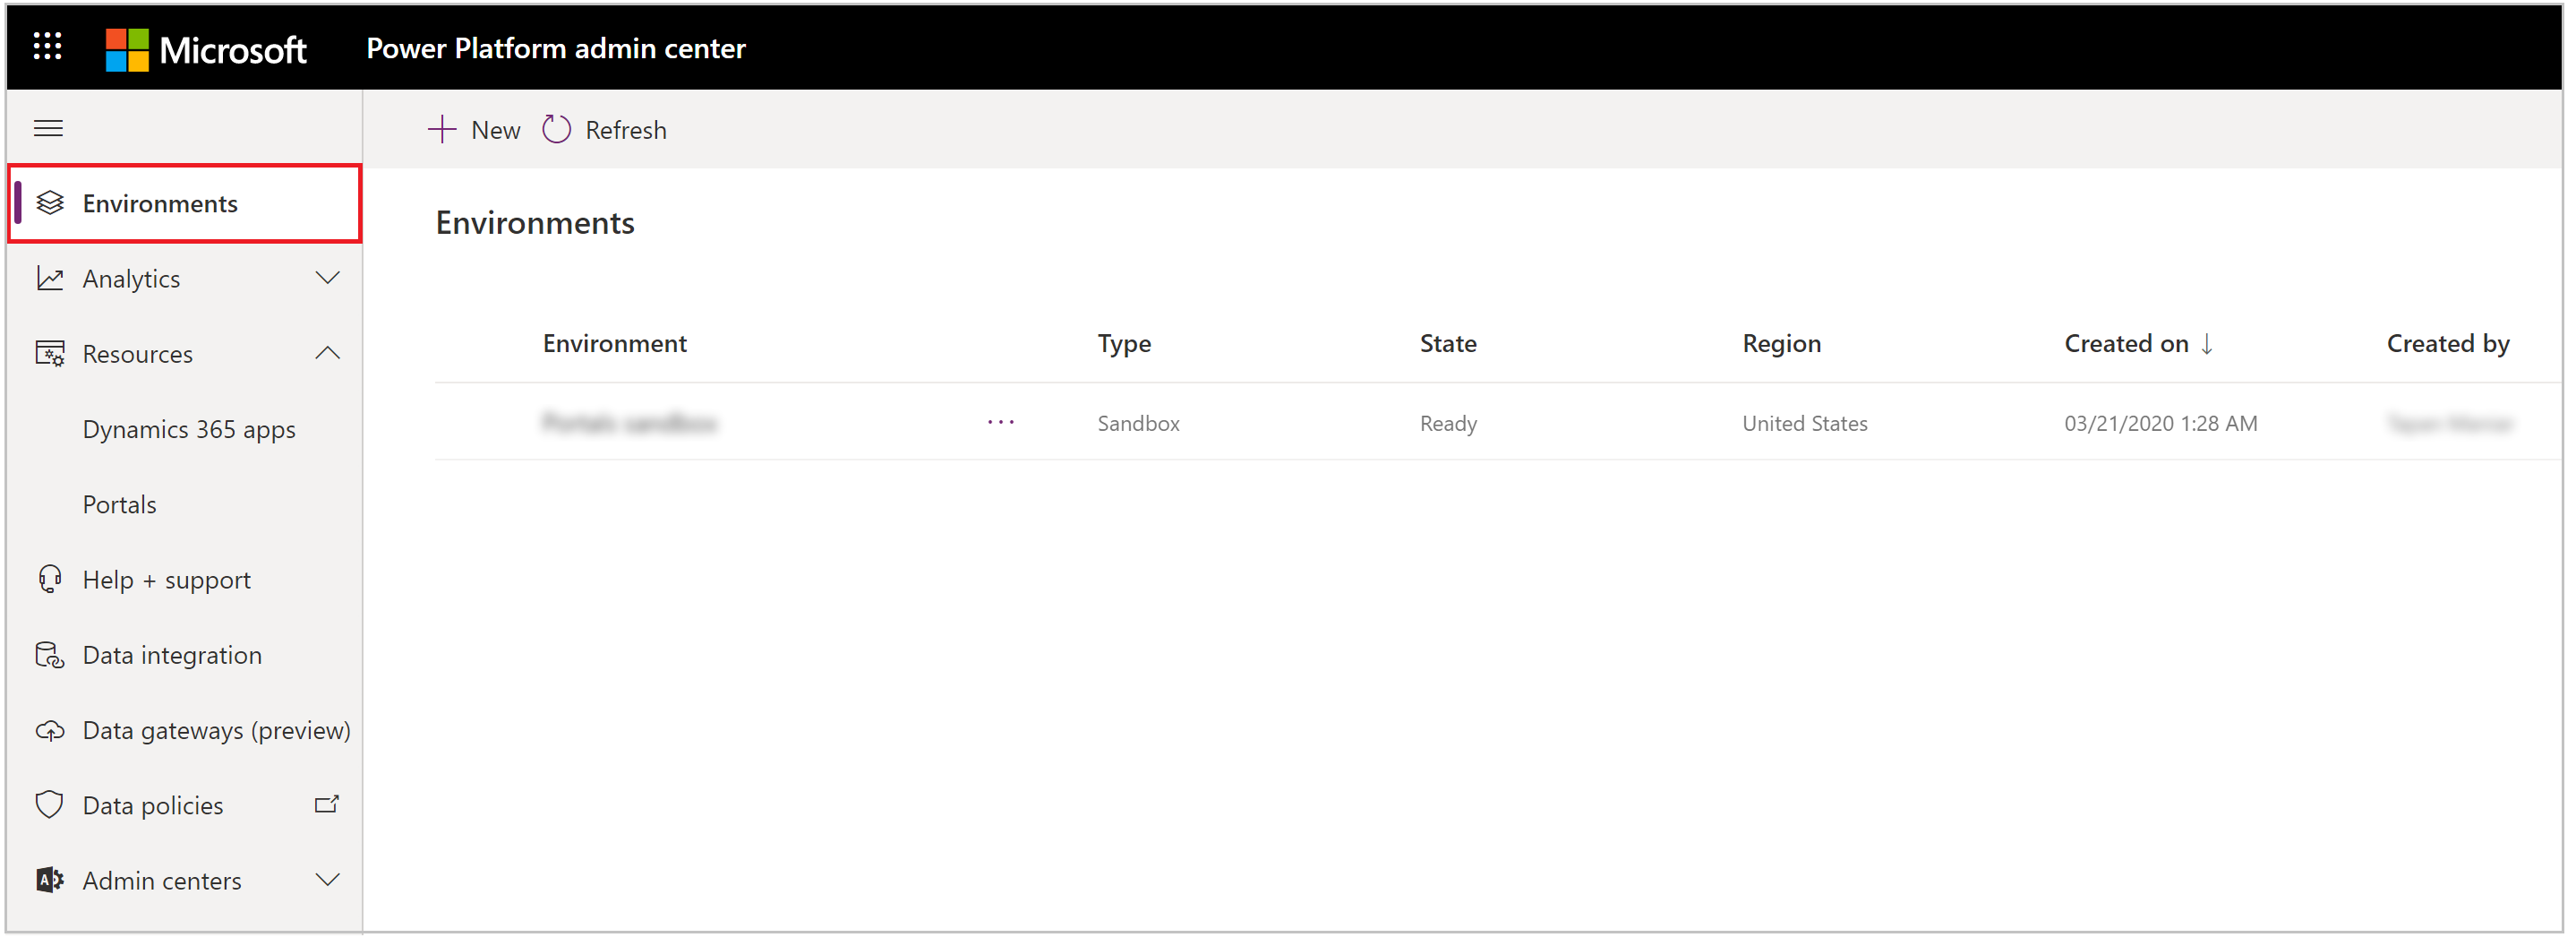 Microsoft Power Platform admin center
New Refresh
Environments
Analytics
Resources
Dynamics 365 apps
Portals
Help + support
Data integration
Data gateways (preview)
Data policies
Admin centers
Environments
Environment Type State Region Created on ↓ Created by
Portals sandbox ... Sandbox Ready United States 03/21/2020 1:28 AM